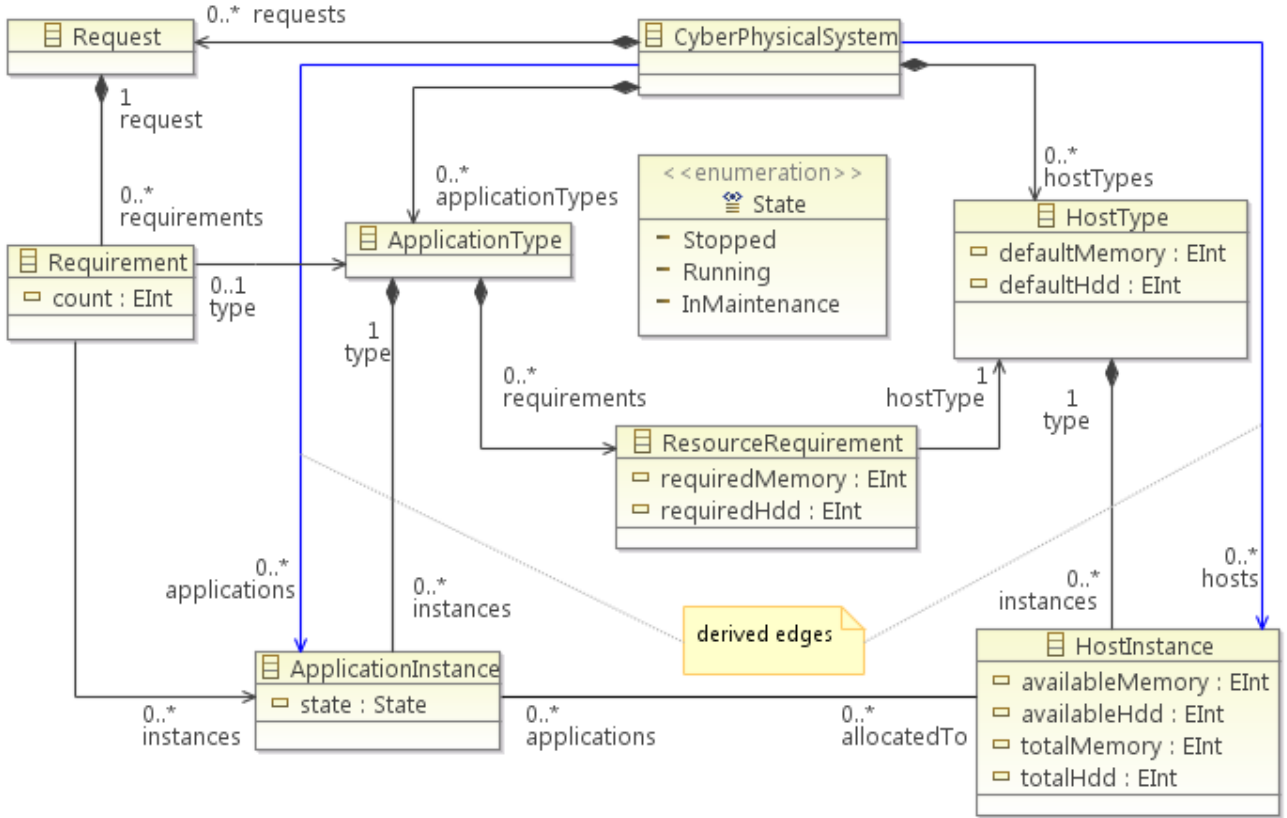 0..* requests
Request
CyberPhysicalSystem
1
request
0..*
requirements
0..*
applicationTypes
<<enumeration>>
State
Stopped
Running
InMaintenance
0..*
hostTypes
HostType
defaultMemory : EInt
defaultHdd : EInt
Requirement
count : EInt
0..1
type
ApplicationType
1
type
0..*
requirements
1
hostType
1
type
ResourceRequirement
requiredMemory : EInt
requiredHdd : EInt
0..*
applications
0..*
instances
0..*
instances
0..*
hosts
derived edges
ApplicationInstance
state : State
HostInstance
availableMemory : EInt
availableHdd : EInt
totalMemory : EInt
totalHdd : EInt
0..*
instances
0..*
applications
0..*
allocatedTo